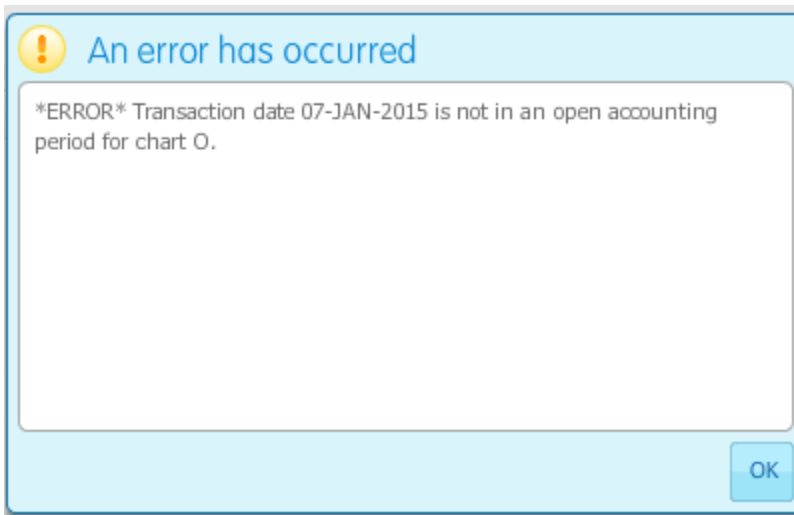 An error has occurred
*ERROR* Transaction date 07-JAN-2015 is not in an open accounting
period for chart O.
OK